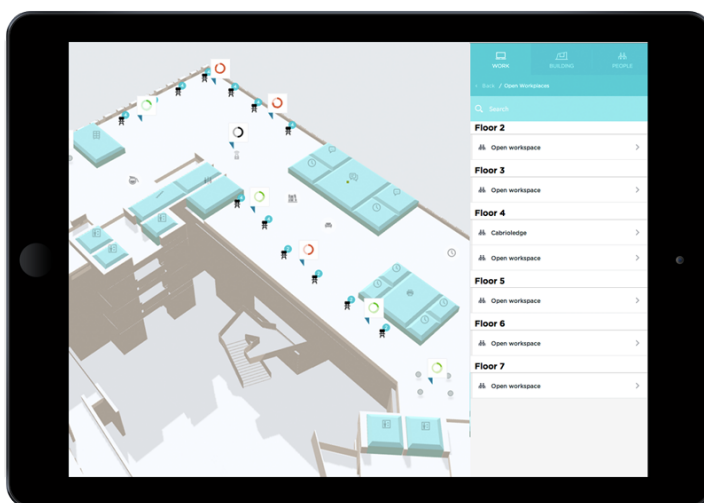 WORK
BUILDING
PEOPLE
Back / Open Workplaces
Search
Floor 2
Open workspace
Floor 3
Open workspace
Floor 4
Cabrioledge
Open workspace
Floor 5
Open workspace
Floor 6
Open workspace
Floor 7
Open workspace